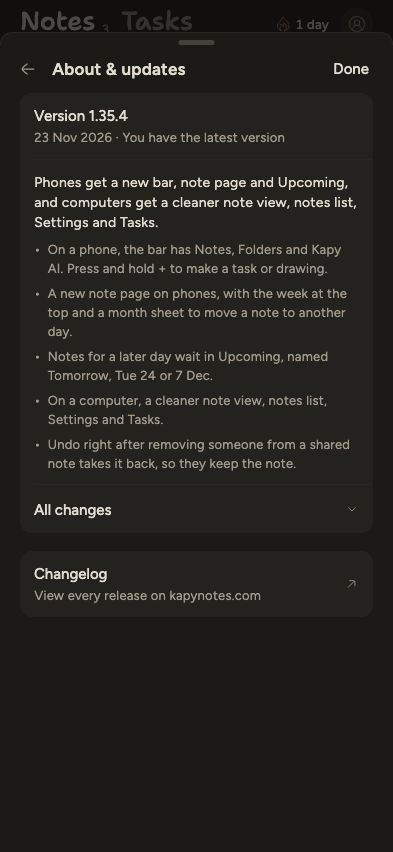 Notes 3 Tasks
1 day
About & updates
Done
Version 1.35.4
23 Nov 2026 · You have the latest version
Phones get a new bar, note page and Upcoming,
and computers get a cleaner note view, notes list,
Settings and Tasks.
• On a phone, the bar has Notes, Folders and Kapy
AI. Press and hold + to make a task or drawing.
• A new note page on phones, with the week at the
top and a month sheet to move a note to another
day.
• Notes for a later day wait in Upcoming, named
Tomorrow, Tue 24 or 7 Dec.
• On a computer, a cleaner note view, notes list,
Settings and Tasks.
• Undo right after removing someone from a shared
note takes it back, so they keep the note.
All changes
Changelog
View every release on kapynotes.com